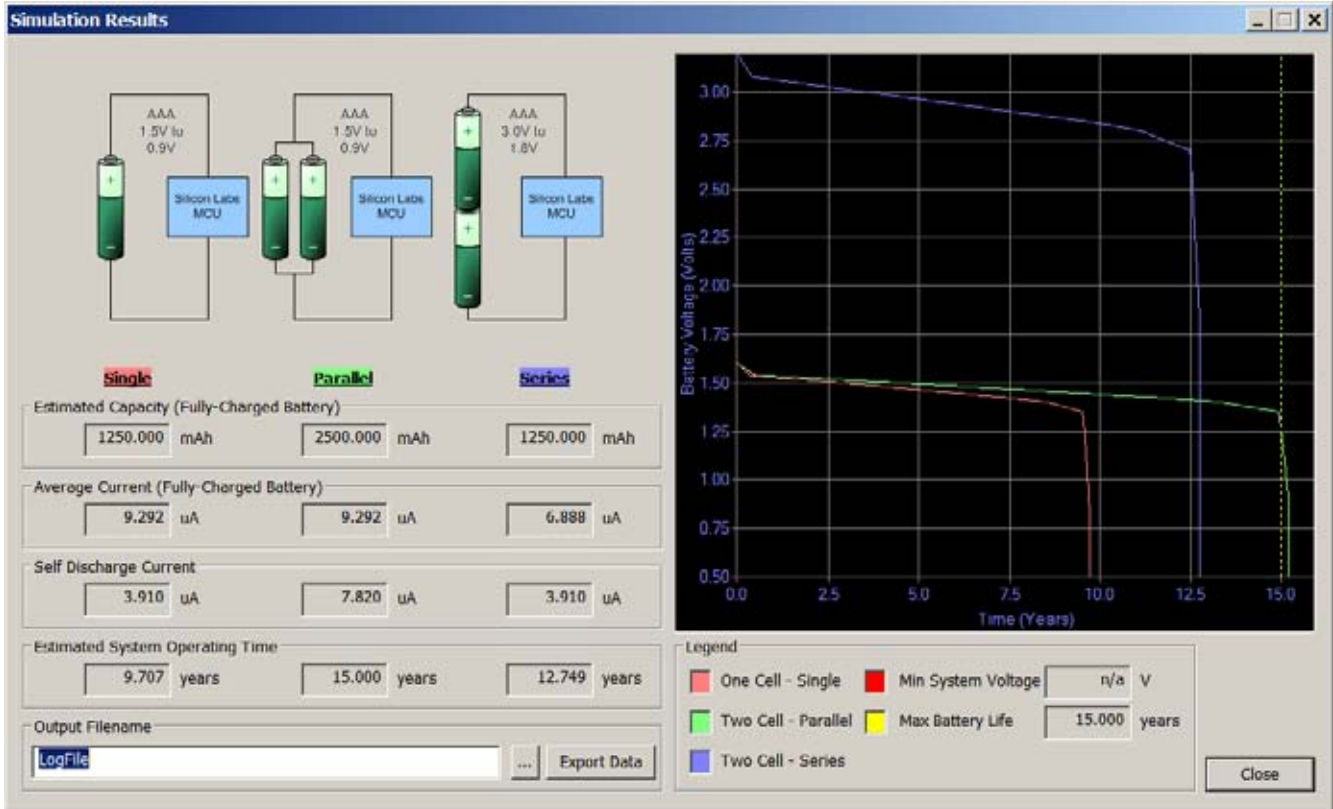 Simulation Results
AAA
1.5V to
0.9V
Silicon Labs
MCU
AAA
1.5V to
0.9V
Silicon Labs
MCU
AAA
3.0V to
1.8V
Silicon Labs
MCU
+
-
+
-
+
-
+
-
+
-
Single Parallel Series
Estimated Capacity (Fully-Charged Battery)
1250.000 mAh 2500.000 mAh 1250.000 mAh
Average Current (Fully-Charged Battery)
9.292 uA 9.292 uA 6.888 uA
Self Discharge Current
3.910 uA 7.820 uA 3.910 uA
Estimated System Operating Time
9.707 years 15.000 years 12.749 years
Output Filename
LogFile ... Export Data
Battery Voltage (Volts)
3.00
2.75
2.50
2.25
2.00
1.75
1.50
1.25
1.00
0.75
0.50
0.0 2.5 5.0 7.5 10.0 12.5 15.0
Time (Years)
Legend
One Cell - Single Min System Voltage n/a V
Two Cell - Parallel Max Battery Life 15.000 years
Two Cell - Series
Close